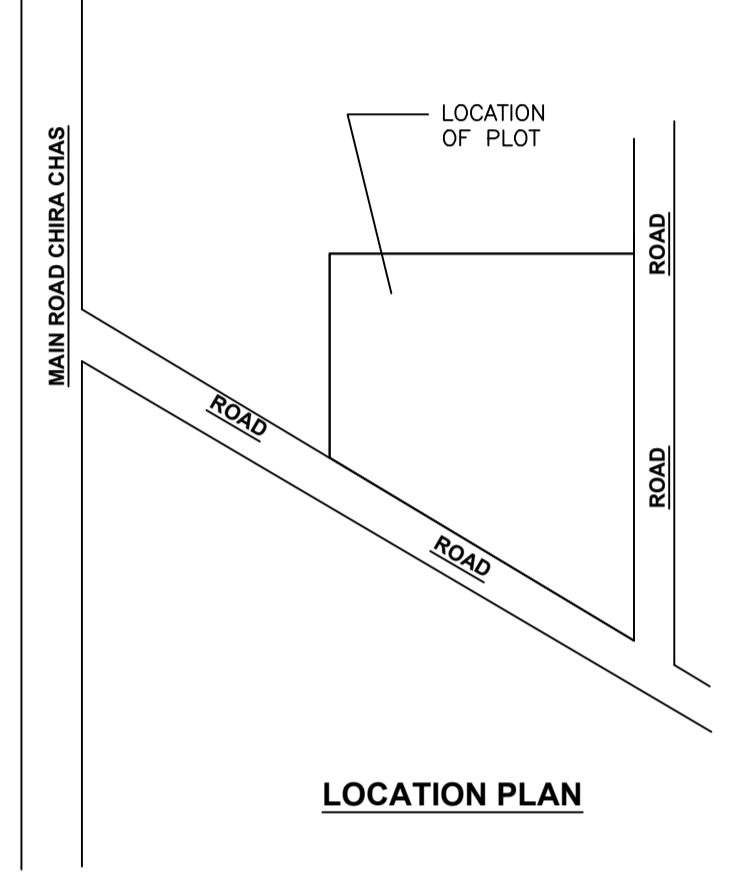 LOCATION
OF PLOT
MAIN ROAD CHIRA CHAS
ROAD
ROAD
ROAD
ROAD
LOCATION PLAN